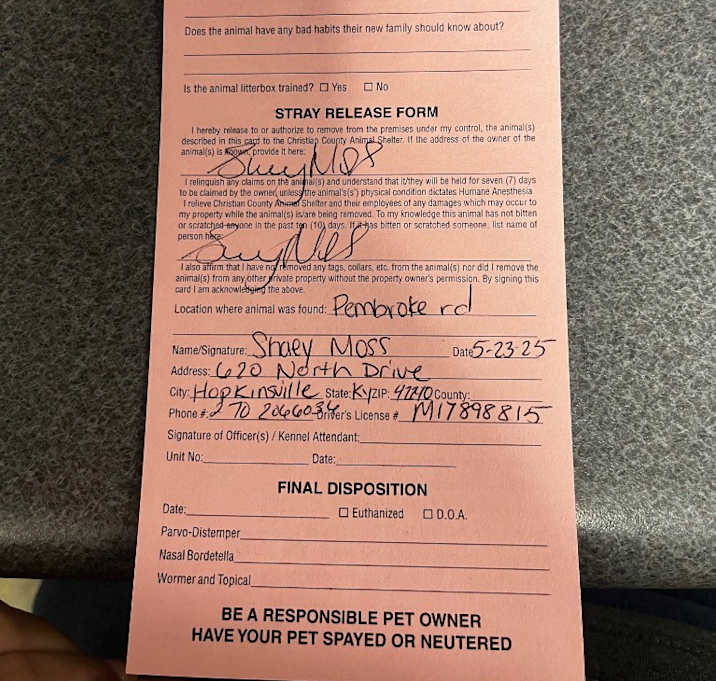 Does the animal have any bad habits their new family should know about?
Is the animal litterbox trained? ☐ Yes ☐ No
STRAY RELEASE FORM
I hereby release to or authorize to remove from the premises under my control, the animal(s)
described in this card to the Christian County Animal Shelter. If the address of the owner of the
animal(s) is known, provide it here:
Shaey Moss
I relinquish any claims on the animal(s) and understand that it/they will be held for seven (7) days
to be claimed by the owner, unless the animal's(s') physical condition dictates Humane Anesthesia
I relieve Christian County Animal Shelter and their employees of any damages which may occur to
my property while the animal(s) is/are being removed. To my knowledge this animal has not bitten
or scratched anyone in the past ten (10) days. If it has bitten or scratched someone, list name of
person here:
Shaey Moss
I also affirm that I have not removed any tags, collars, etc. from the animal(s) nor did I remove the
animal(s) from any other private property without the property owner's permission. By signing this
card I am acknowledging the above.
Location where animal was found: Pembroke rd
Name/Signature: Shaey Moss Date 5-23-25
Address: 620 North Drive
City: Hopkinsville State: Ky ZIP: 42240 County:
Phone #: 270 2066034 Driver's License # M17898815
Signature of Officer(s) / Kennel Attendant:
Unit No: Date:
FINAL DISPOSITION
Date: ☐ Euthanized ☐ D.O.A.
Parvo-Distemper
Nasal Bordetella
Wormer and Topical
BE A RESPONSIBLE PET OWNER
HAVE YOUR PET SPAYED OR NEUTERED